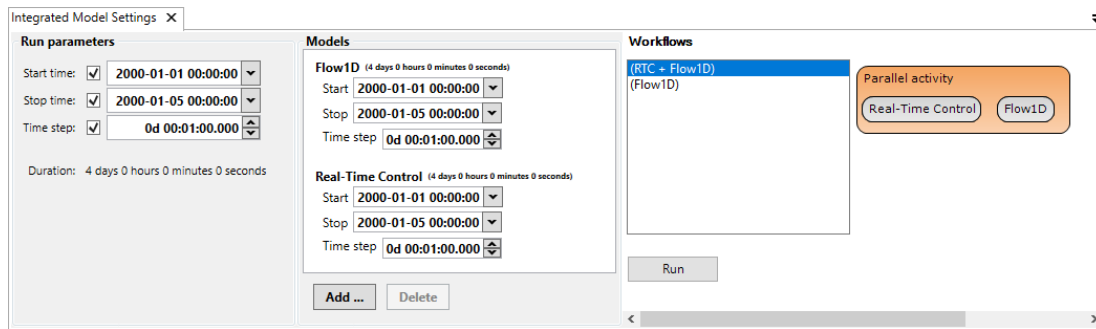 Integrated Model Settings X
Run parameters
Start time: 2000-01-01 00:00:00
Stop time: 2000-01-05 00:00:00
Time step: 0d 00:01:00.000
Duration: 4 days 0 hours 0 minutes 0 seconds
Models
Flow1D (4 days 0 hours 0 minutes 0 seconds)
Start 2000-01-01 00:00:00
Stop 2000-01-05 00:00:00
Time step 0d 00:01:00.000
Real-Time Control (4 days 0 hours 0 minutes 0 seconds)
Start 2000-01-01 00:00:00
Stop 2000-01-05 00:00:00
Time step 0d 00:01:00.000
Add ... Delete
Workflows
(RTC + Flow1D)
(Flow1D)
Parallel activity
Real-Time Control Flow1D
Run